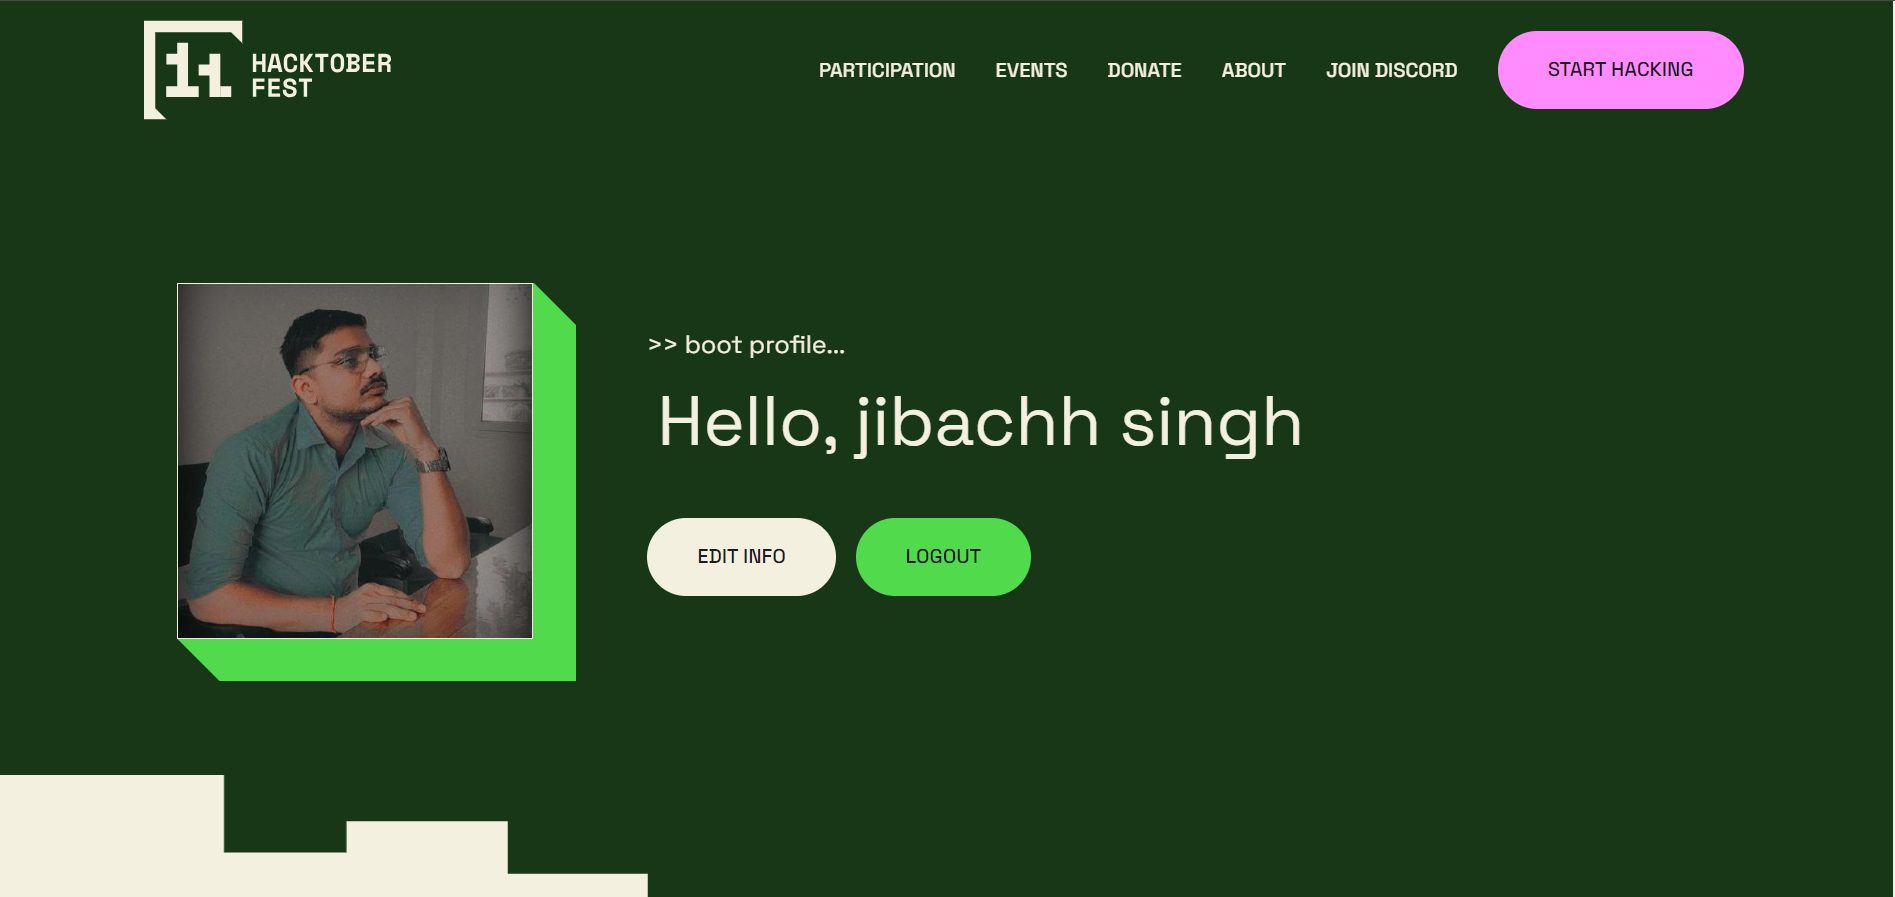 HACKTOBER
FEST
PARTICIPATION
EVENTS
DONATE
ABOUT
JOIN DISCORD
START HACKING
>> boot profile...
Hello, jibachh singh
EDIT INFO
LOGOUT